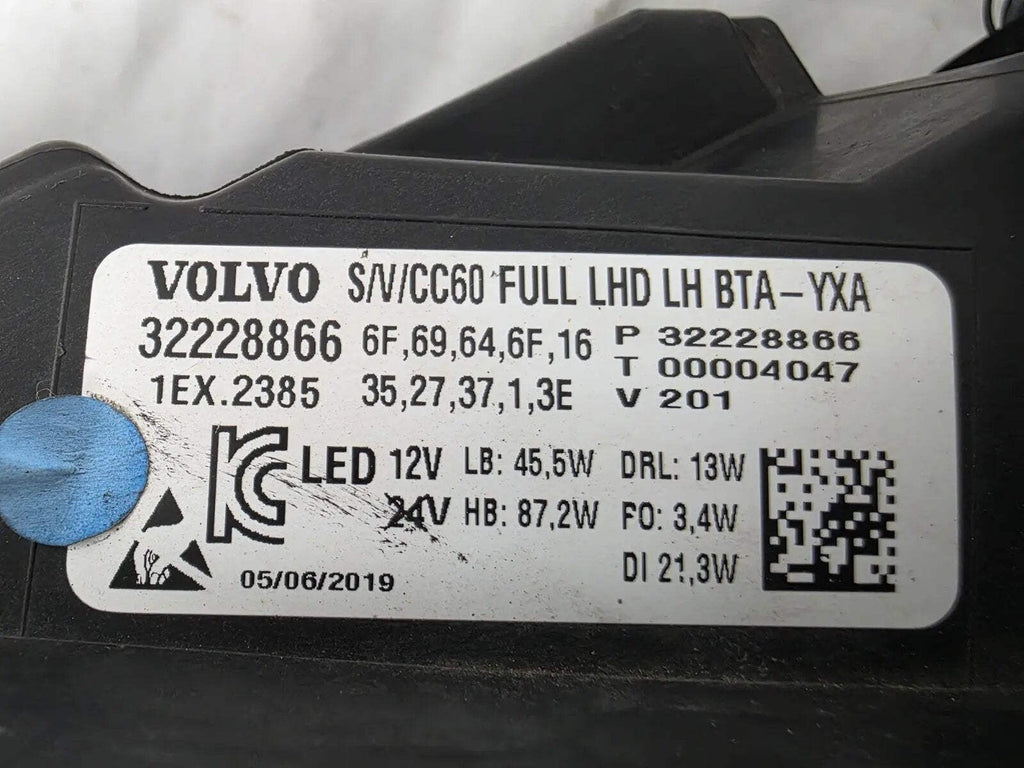 VOLVO S/V/CC60 FULL LHD LH BTA-YXA
32228866 6F,69,64,6F,16 P 32228866
T 00004047
1EX.2385 35,27,37,1,3E V 201
LED 12V LB: 45,5W DRL: 13W
24V HB: 87,2W FO: 3,4W
DI 21,3W
05/06/2019